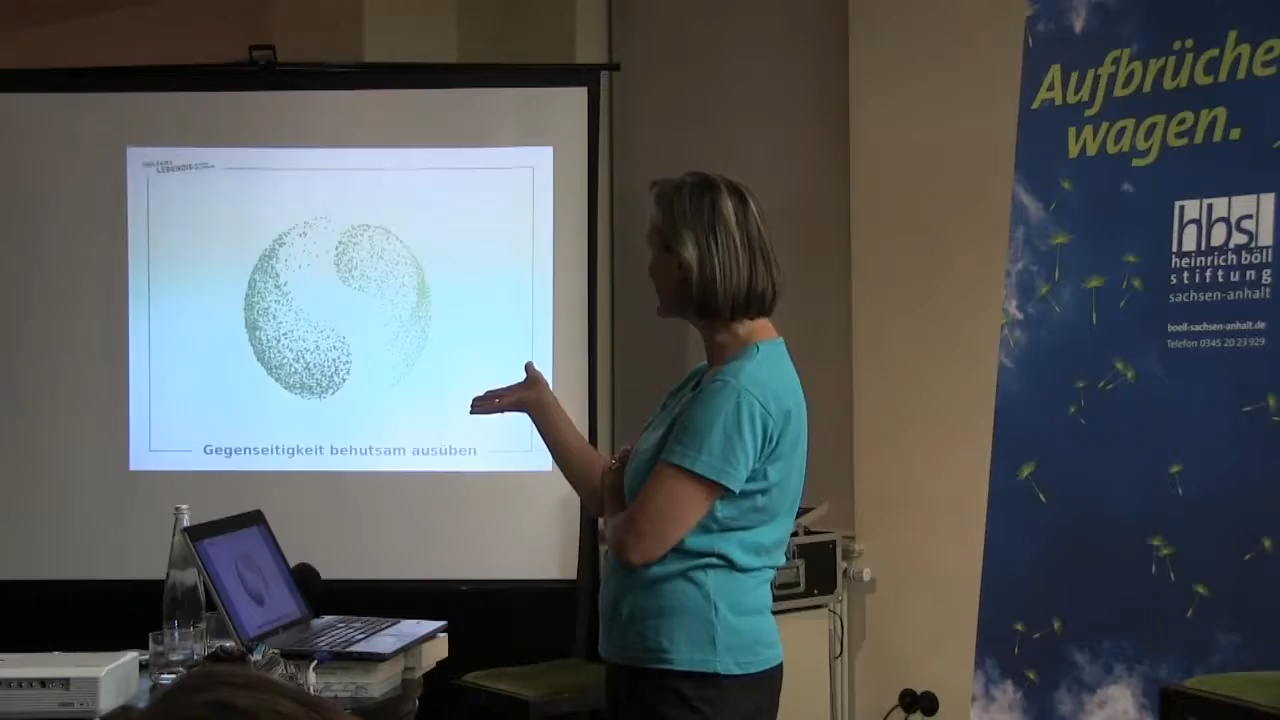 LEBENDIG
Gegenseitigkeit behutsam ausüben
Aufbrüche
wagen.
hbs
heinrich böll
stiftung
sachsen-anhalt
boell-sachsen-anhalt.de
Telefon 0345 20 23 929